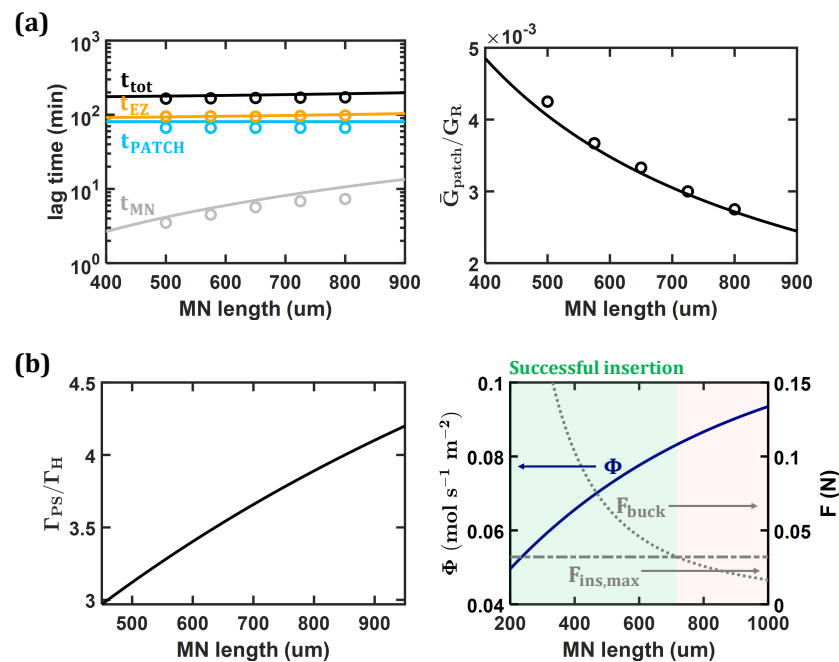 (a)
lag time (min)
10³
10²
10¹
10⁰
t_tot
t_EZ
t_PATCH
t_MN
400 500 600 700 800 900
MN length (um)
×10⁻³
Ḡ_patch/G_R
5
4
3
2
400 500 600 700 800 900
MN length (um)
(b)
Γ_PS/Γ_H
4.5
4
3.5
3
500 600 700 800 900
MN length (um)
Successful insertion
Φ (mol s⁻¹ m⁻²)
0.1
0.08
0.06
0.04
Φ
F_buck
F_ins,max
0.15
0.1
0.05
0
F (N)
200 400 600 800 1000
MN length (um)